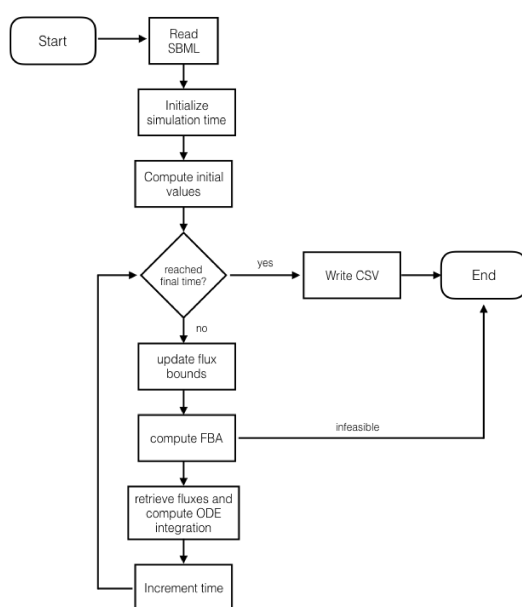 Start
Read
SBML
Initialize
simulation time
Compute initial
values
reached
final time?
yes
Write CSV
End
no
update flux
bounds
compute FBA
infeasible
retrieve fluxes and
compute ODE
integration
Increment time